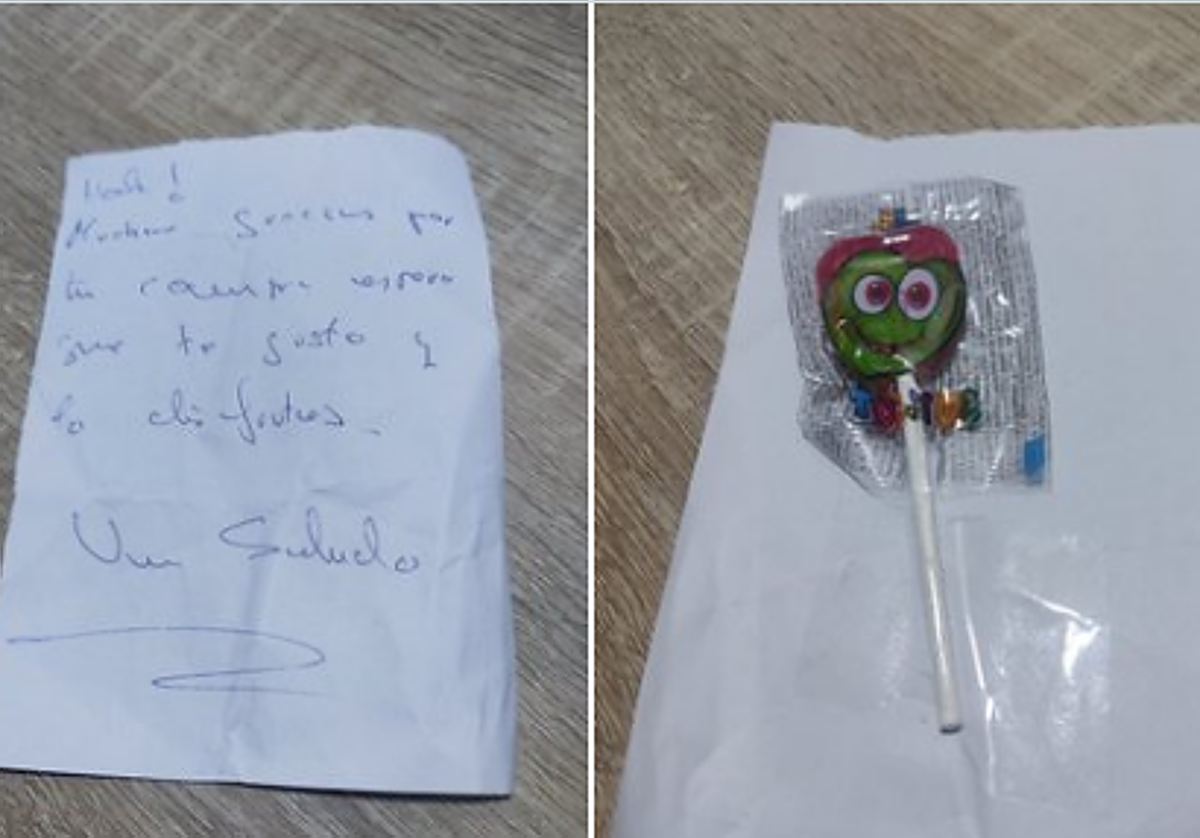 Hola!
Muchas gracias por
tu compra espero
que te guste y
lo disfrutes.
Un Saludo